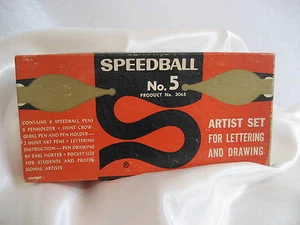 SPEEDBALL
No. 5
PRODUCT No. 3065
CONTAINS 8 SPEEDBALL PENS
& PENHOLDER • HUNT CROW-
QUILL PEN AND PEN HOLDER—
2 HUNT ART PENS • LETTERING
INSTRUCTION—PEN DRAWING
BY EARL HORTER • POCKET SIZE
FOR STUDENTS AND PROFES-
SIONAL ARTISTS
®
ARTIST SET
FOR LETTERING
AND DRAWING